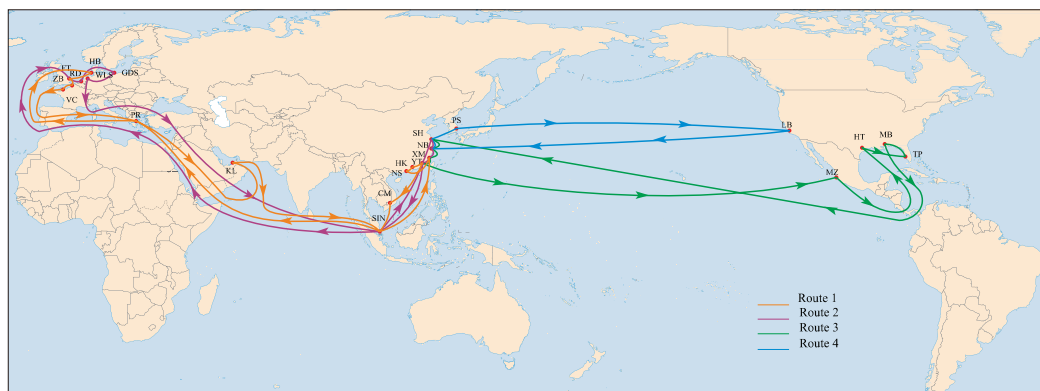 HB
FT
RD
WLS
GDS
ZB
VC
PR
PS
LB
SH
HT
MB
NB
XM
TP
HK
YT
KL
NS
MZ
CM
SIN
Route 1
Route 2
Route 3
Route 4